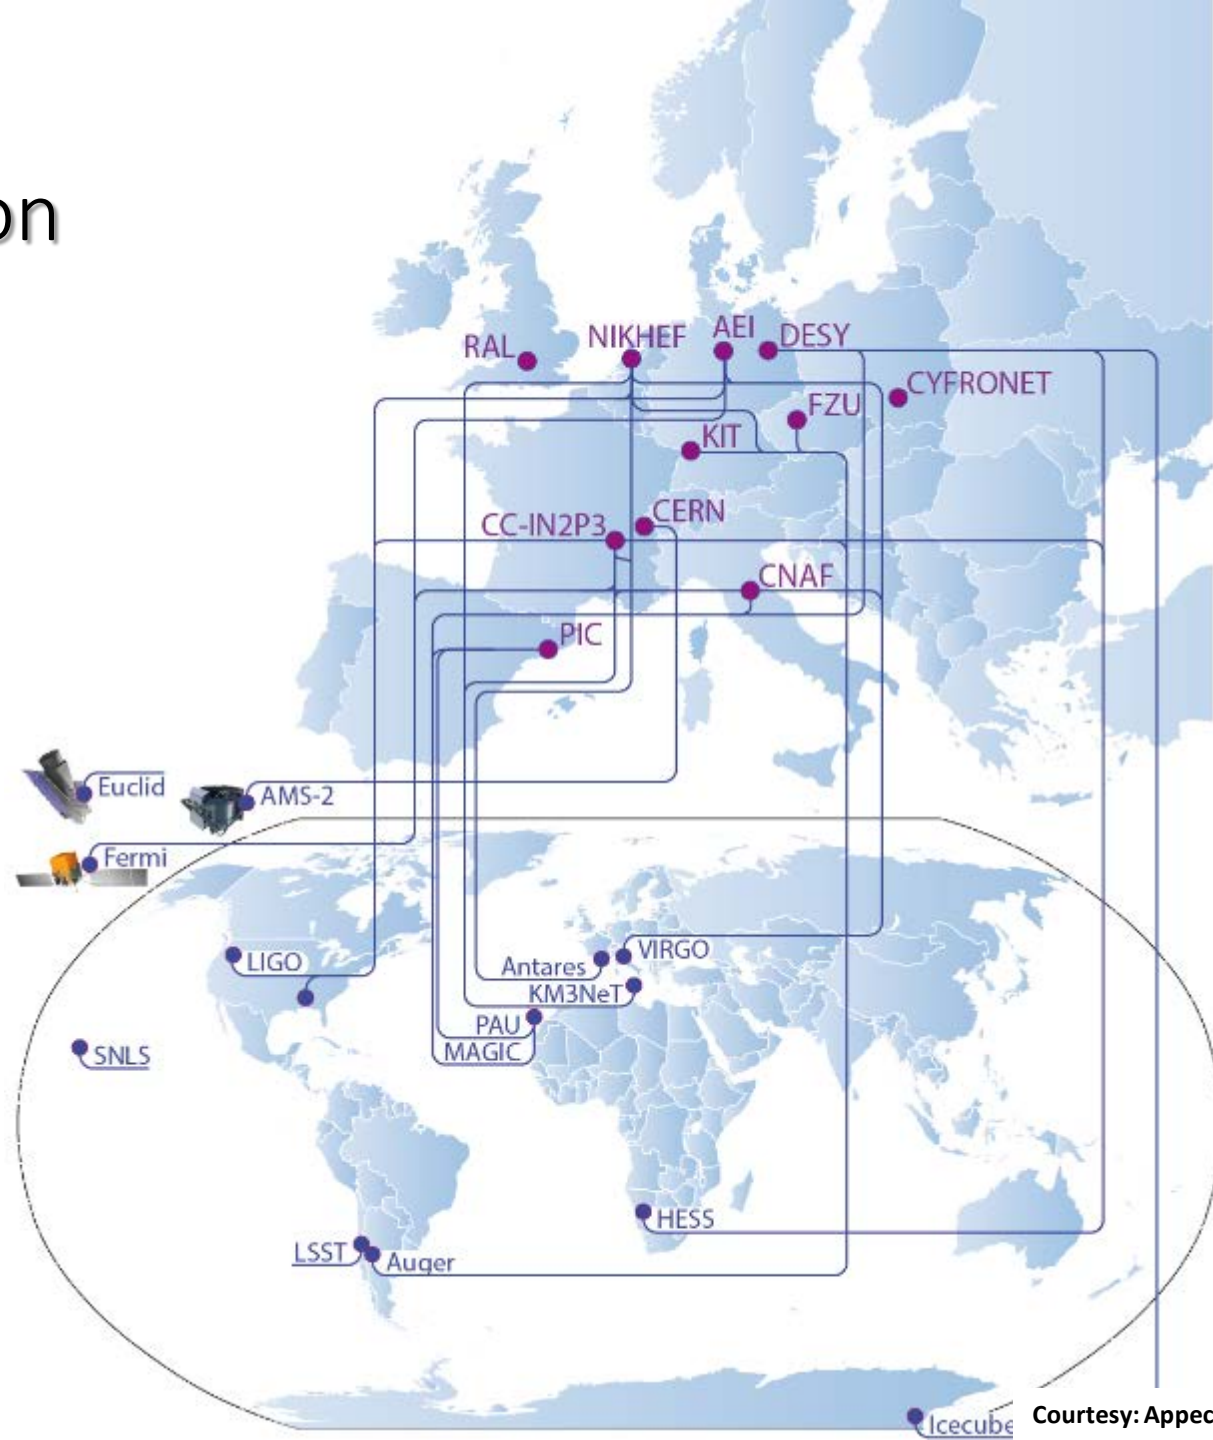 on
RAL
NIKHEF
AEI
DESY
CYFRONET
FZU
KIT
CERN
CC-IN2P3
CNAF
PIC
Euclid
AMS-2
Fermi
LIGO
VIRGO
Antares
KM3NeT
PAU
MAGIC
SNLS
HESS
LSST
Auger
Icecube
Courtesy: Appec